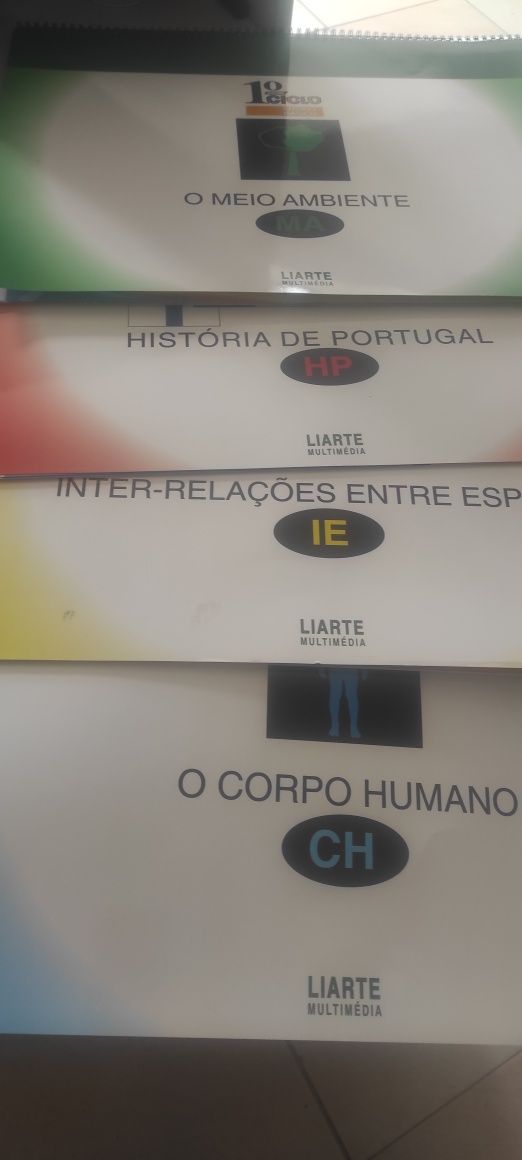 1º
CICLO
O MEIO AMBIENTE
MA
LIARTE
MULTIMÉDIA
HISTÓRIA DE PORTUGAL
HP
LIARTE
MULTIMÉDIA
INTER-RELAÇÕES ENTRE ESP
IE
LIARTE
MULTIMÉDIA
O CORPO HUMANO
CH
LIARTE
MULTIMÉDIA